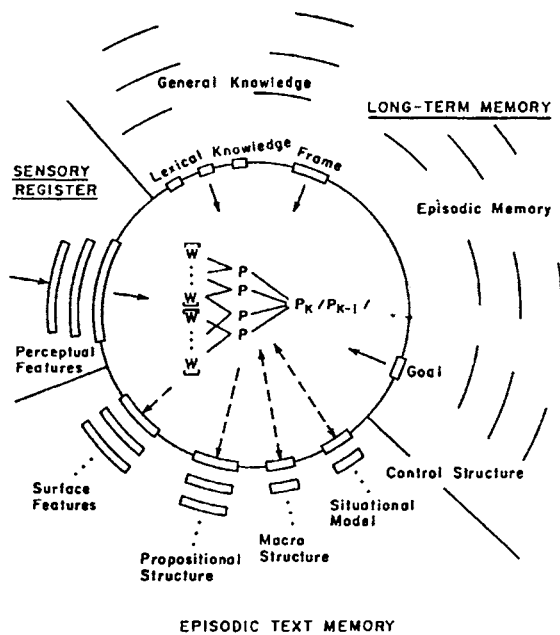 General Knowledge
LONG-TERM MEMORY
Lexical Knowledge
Frame
SENSORY
REGISTER
Episodic Memory
W
W
W
W
P
P
P
P
P_K / P_K-1 /
Perceptual
Features
Goal
Control Structure
Surface
Features
Propositional
Structure
Macro
Structure
Situational
Model
EPISODIC TEXT MEMORY